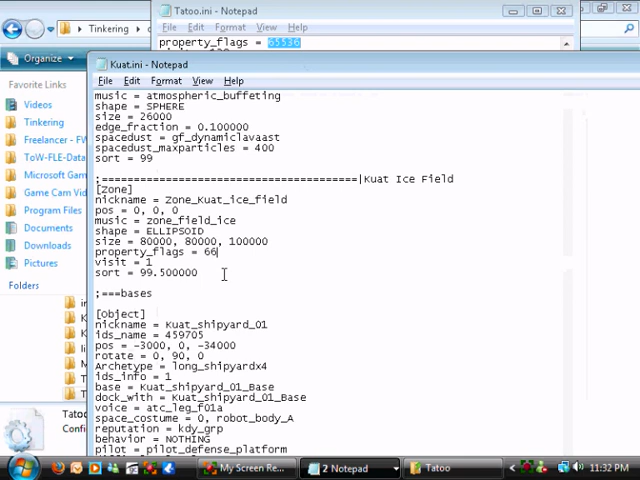 Tatoo.ini - Notepad
File Edit Format View Help
property_flags = 65536
Tinkering
Organize
Kuat.ini - Notepad
File Edit Format View Help
Favorite Links
Videos
Tinkering
Freelancer - FW
ToW-FLE-Data
Measurement
Game Cam Vid
Program Files
Documents
Downloads
Music
Pictures
Folders
music = atmospheric_buffeting
shape = SPHERE
size = 26000
edge_fraction = 0.100000
spacedust = gf_dynamiclavaast
spacedust_maxparticles = 400
sort = 99
;========================================|Kuat Ice Field
[Zone]
nickname = Zone_Kuat_ice_field
pos = 0, 0, 0
music = zone_field_ice
shape = ELLIPSOID
size = 80000, 80000, 100000
property_flags = 66
visit = 1
sort = 99.500000
;===bases
[Object]
nickname = Kuat_shipyard_01
ids_name = 459705
pos = -3000, 0, -34000
rotate = 0, 90, 0
Archetype = long_shipyardx4
ids_info = 1
base = Kuat_shipyard_01_Base
dock_with = Kuat_shipyard_01_Base
voice = atc_leg_f01a
space_costume = 0, robot_body_A
reputation = kdy_grp
behavior = NOTHING
pilot = pilot_defense_platform
Tatoo
My Screen Re...
2 Notepad
Tatoo
11:32 PM